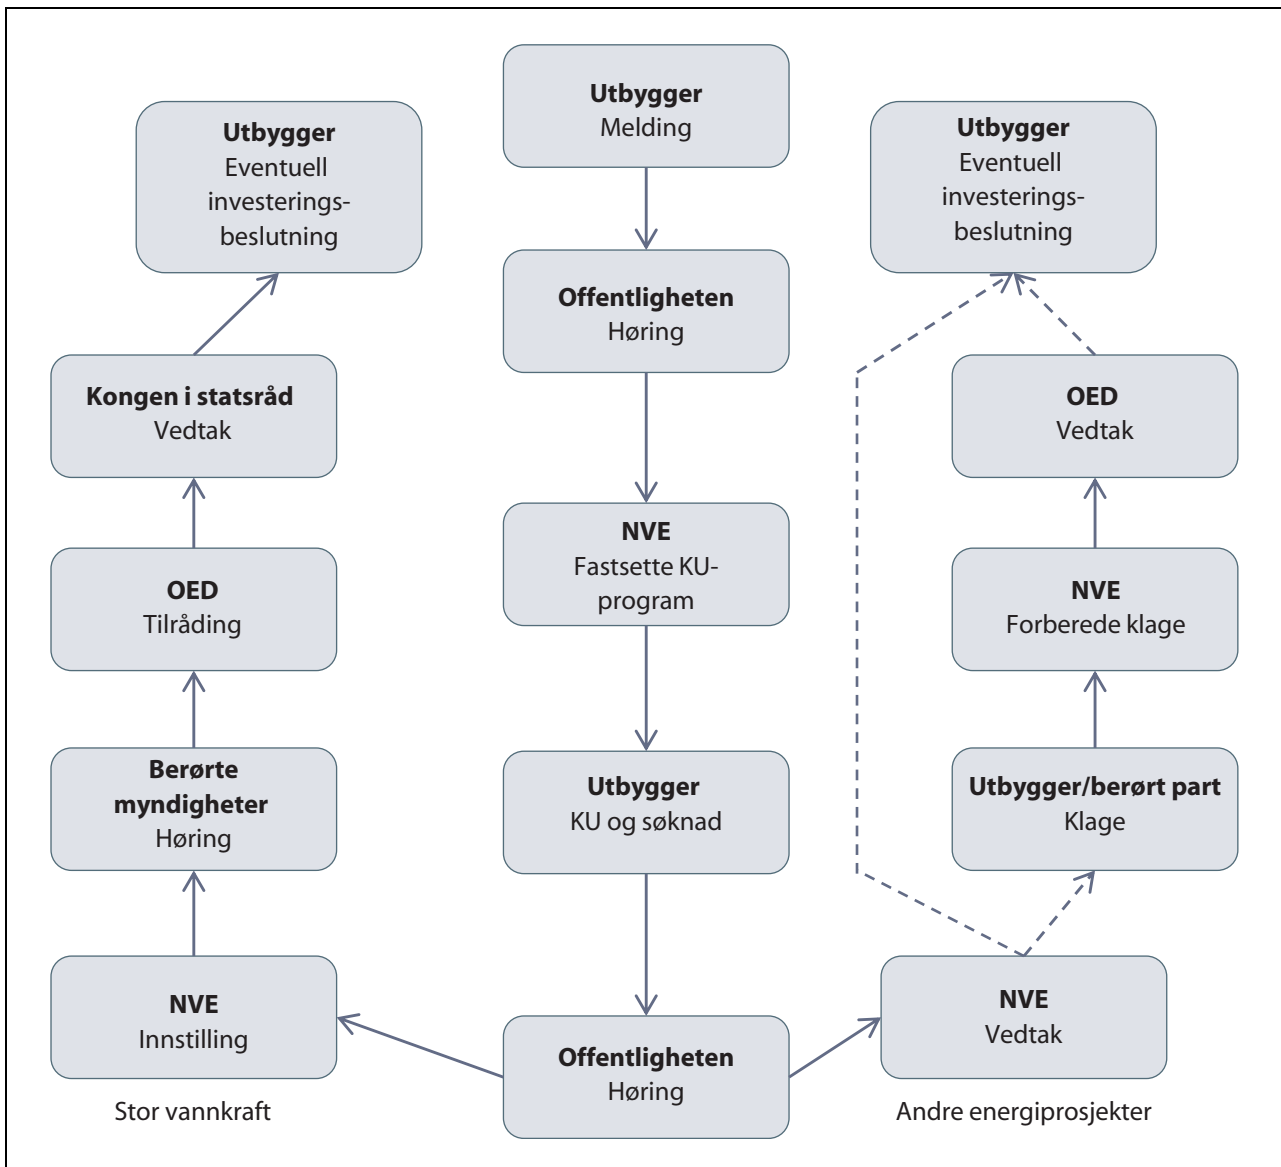 Utbygger
Melding
Offentligheten
Høring
NVE
Fastsette KU-
program
Utbygger
KU og søknad
Offentligheten
Høring
Utbygger
Eventuell
investerings-
beslutning
Kongen i statsråd
Vedtak
OED
Tilråding
Berørte
myndigheter
Høring
NVE
Innstilling
Stor vannkraft
Utbygger
Eventuell
investerings-
beslutning
OED
Vedtak
NVE
Forberede klage
Utbygger/berørt part
Klage
NVE
Vedtak
Andre energiprosjekter